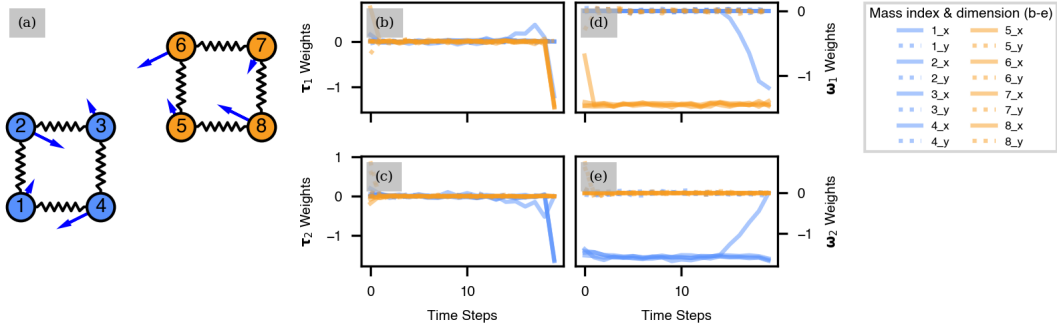 (a)
6
7
2
3
5
8
1
4
(b)
0
−1
τ₁ Weights
(d)
0
−1
ω₁ Weights
(c)
1
0
−1
τ₂ Weights
0
10
Time Steps
(e)
0
−1
ω₂ Weights
0
10
Time Steps
Mass index & dimension (b-e)
1_x 5_x
1_y 5_y
2_x 6_x
2_y 6_y
3_x 7_x
3_y 7_y
4_x 8_x
4_y 8_y